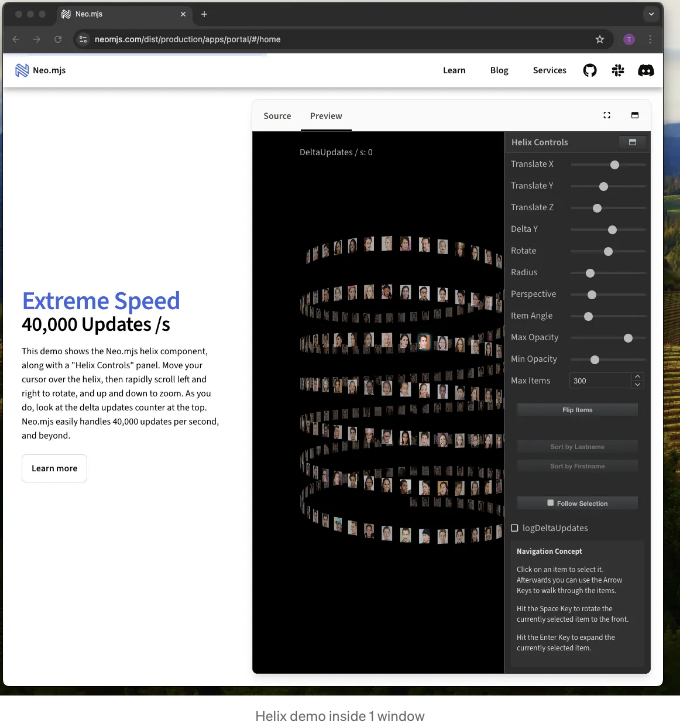 Neo.mjs
neomjs.com/dist/production/apps/portal/#/home
T
Neo.mjs
Learn Blog Services
Source Preview
DeltaUpdates / s: 0
Helix Controls
Translate X
Translate Y
Translate Z
Delta Y
Rotate
Radius
Perspective
Item Angle
Max Opacity
Min Opacity
Max Items 300
Flip Items
Sort by Lastname
Sort by Firstname
Follow Selection
logDeltaUpdates
Navigation Concept
Click on an item to select it.
Afterwards you can use the Arrow
Keys to walk through the items.
Hit the Space Key to rotate the
currently selected item to the front.
Hit the Enter Key to expand the
currently selected item.
Extreme Speed
40,000 Updates /s
This demo shows the Neo.mjs helix component,
along with a "Helix Controls" panel. Move your
cursor over the helix, then rapidly scroll left and
right to rotate, and up and down to zoom. As you
do, look at the delta updates counter at the top.
Neo.mjs easily handles 40,000 updates per second,
and beyond.
Learn more
Helix demo inside 1 window